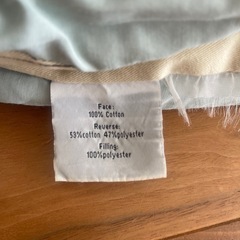 Face:
100% Cotton
Reverse:
53%cotton 47%polyester
Filling:
100%polyester